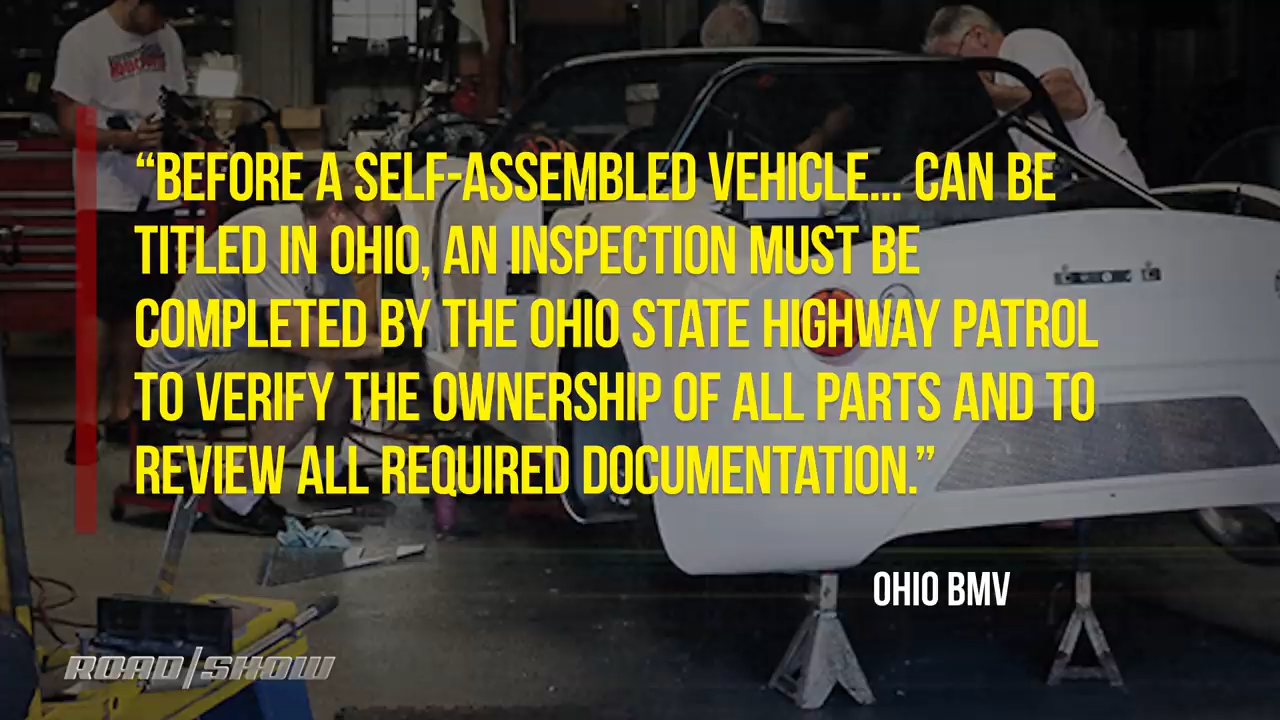 “BEFORE A SELF-ASSEMBLED VEHICLE... CAN BE
TITLED IN OHIO, AN INSPECTION MUST BE
COMPLETED BY THE OHIO STATE HIGHWAY PATROL
TO VERIFY THE OWNERSHIP OF ALL PARTS AND TO
REVIEW ALL REQUIRED DOCUMENTATION.”
OHIO BMV
ROAD/SHOW